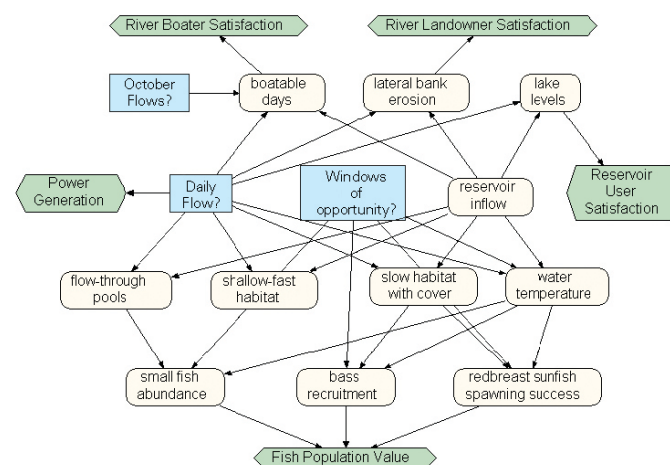 River Boater Satisfaction
River Landowner Satisfaction
October
Flows?
boatable
days
lateral bank
erosion
lake
levels
Power
Generation
Daily
Flow?
Windows
of
opportunity?
reservoir
inflow
Reservoir
User
Satisfaction
flow-through
pools
shallow-fast
habitat
slow habitat
with cover
water
temperature
small fish
abundance
bass
recruitment
redbreast sunfish
spawning success
Fish Population Value